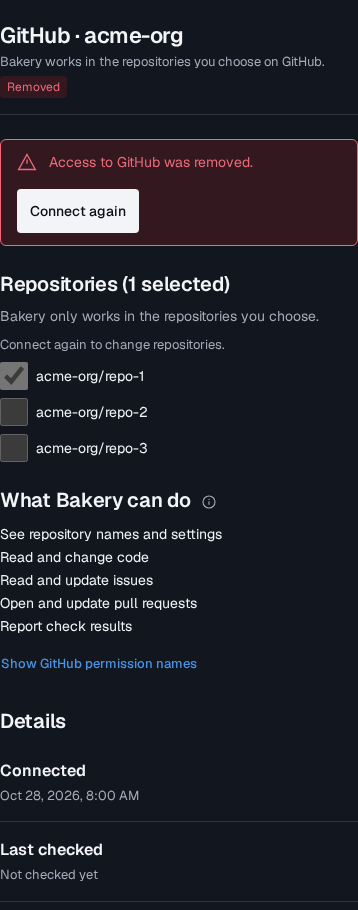 GitHub · acme-org
Bakery works in the repositories you choose on GitHub.
Removed
Access to GitHub was removed.
Connect again
Repositories (1 selected)
Bakery only works in the repositories you choose.
Connect again to change repositories.
acme-org/repo-1
acme-org/repo-2
acme-org/repo-3
What Bakery can do
See repository names and settings
Read and change code
Read and update issues
Open and update pull requests
Report check results
Show GitHub permission names
Details
Connected
Oct 28, 2026, 8:00 AM
Last checked
Not checked yet